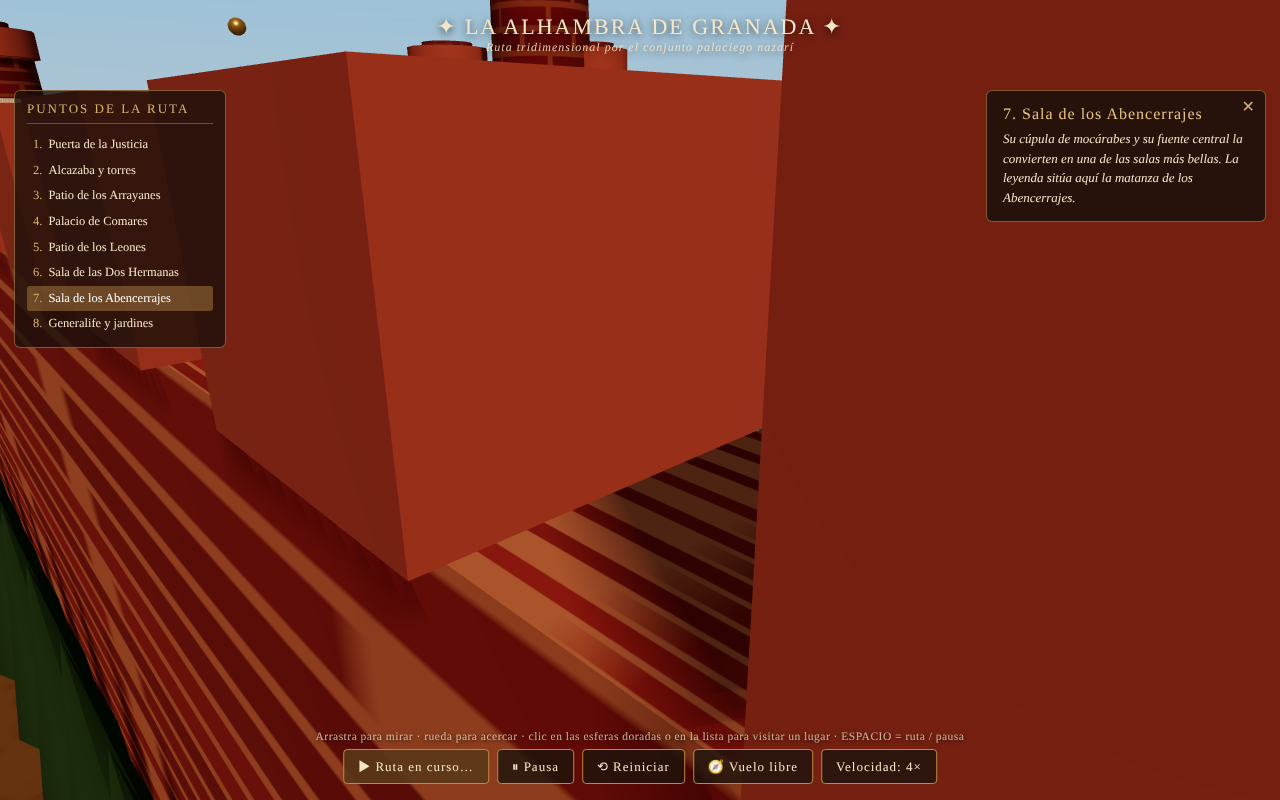 ✦ LA ALHAMBRA DE GRANADA ✦
Ruta tridimensional por el conjunto palaciego nazarí
PUNTOS DE LA RUTA
1. Puerta de la Justicia
2. Alcazaba y torres
3. Patio de los Arrayanes
4. Palacio de Comares
5. Patio de los Leones
6. Sala de las Dos Hermanas
7. Sala de los Abencerrajes
8. Generalife y jardines
7. Sala de los Abencerrajes ✕
Su cúpula de mocárabes y su fuente central la
convierten en una de las salas más bellas. La
leyenda sitúa aquí la matanza de los
Abencerrajes.
Arrastra para mirar · rueda para acercar · clic en las esferas doradas o en la lista para visitar un lugar · ESPACIO = ruta / pausa
▶ Ruta en curso... ⏸ Pausa ⟲ Reiniciar 🧭 Vuelo libre Velocidad: 4×